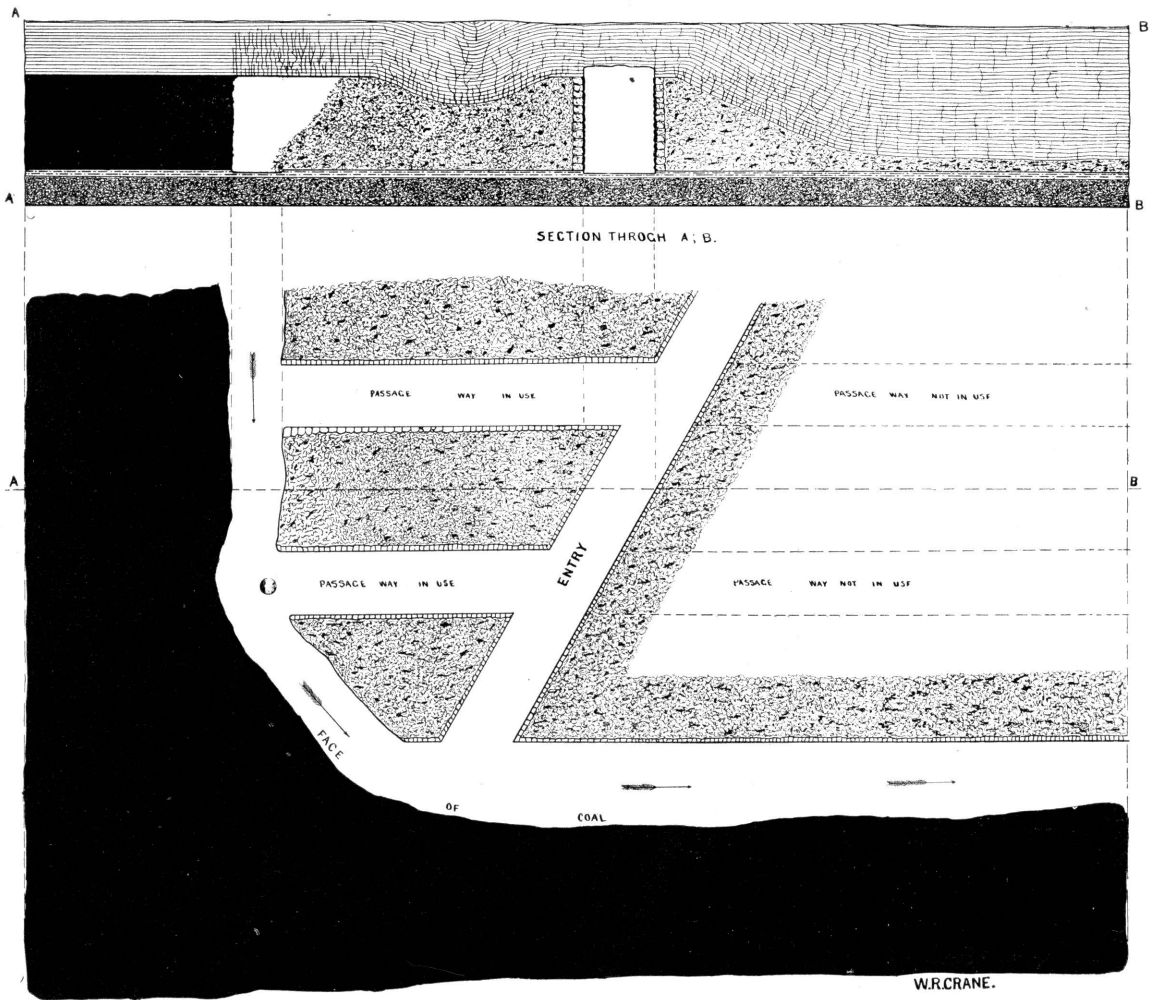 A
B
A
B
SECTION THROGH A; B.
PASSAGE WAY IN USE
PASSAGE WAY NOT IN USE
A
B
ENTRY
PASSAGE WAY IN USE
PASSAGE WAY NOT IN USE
FACE
OF
COAL
W.R.CRANE.